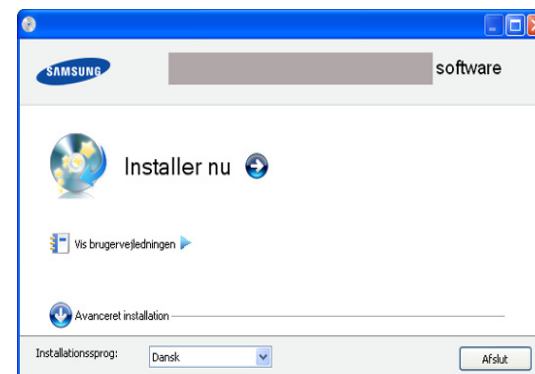 SAMSUNG
software
Installer nu
Vis brugervejledningen
Avanceret installation
Installationssprog:
Dansk
Afslut